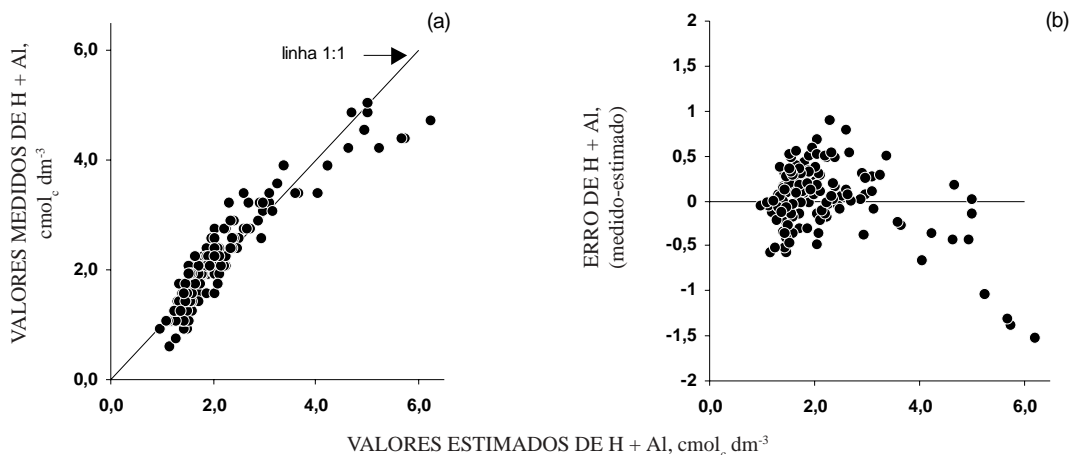 (a)
VALORES MEDIDOS DE H + Al,
cmol_c dm^-3
linha 1:1
6,0
4,0
2,0
0,0
0,0 2,0 4,0 6,0
(b)
ERRO DE H + Al,
(medido-estimado)
2
1,5
1
0,5
0
-0,5
-1
-1,5
-2
0,0 2,0 4,0 6,0
VALORES ESTIMADOS DE H + Al, cmol_c dm^-3